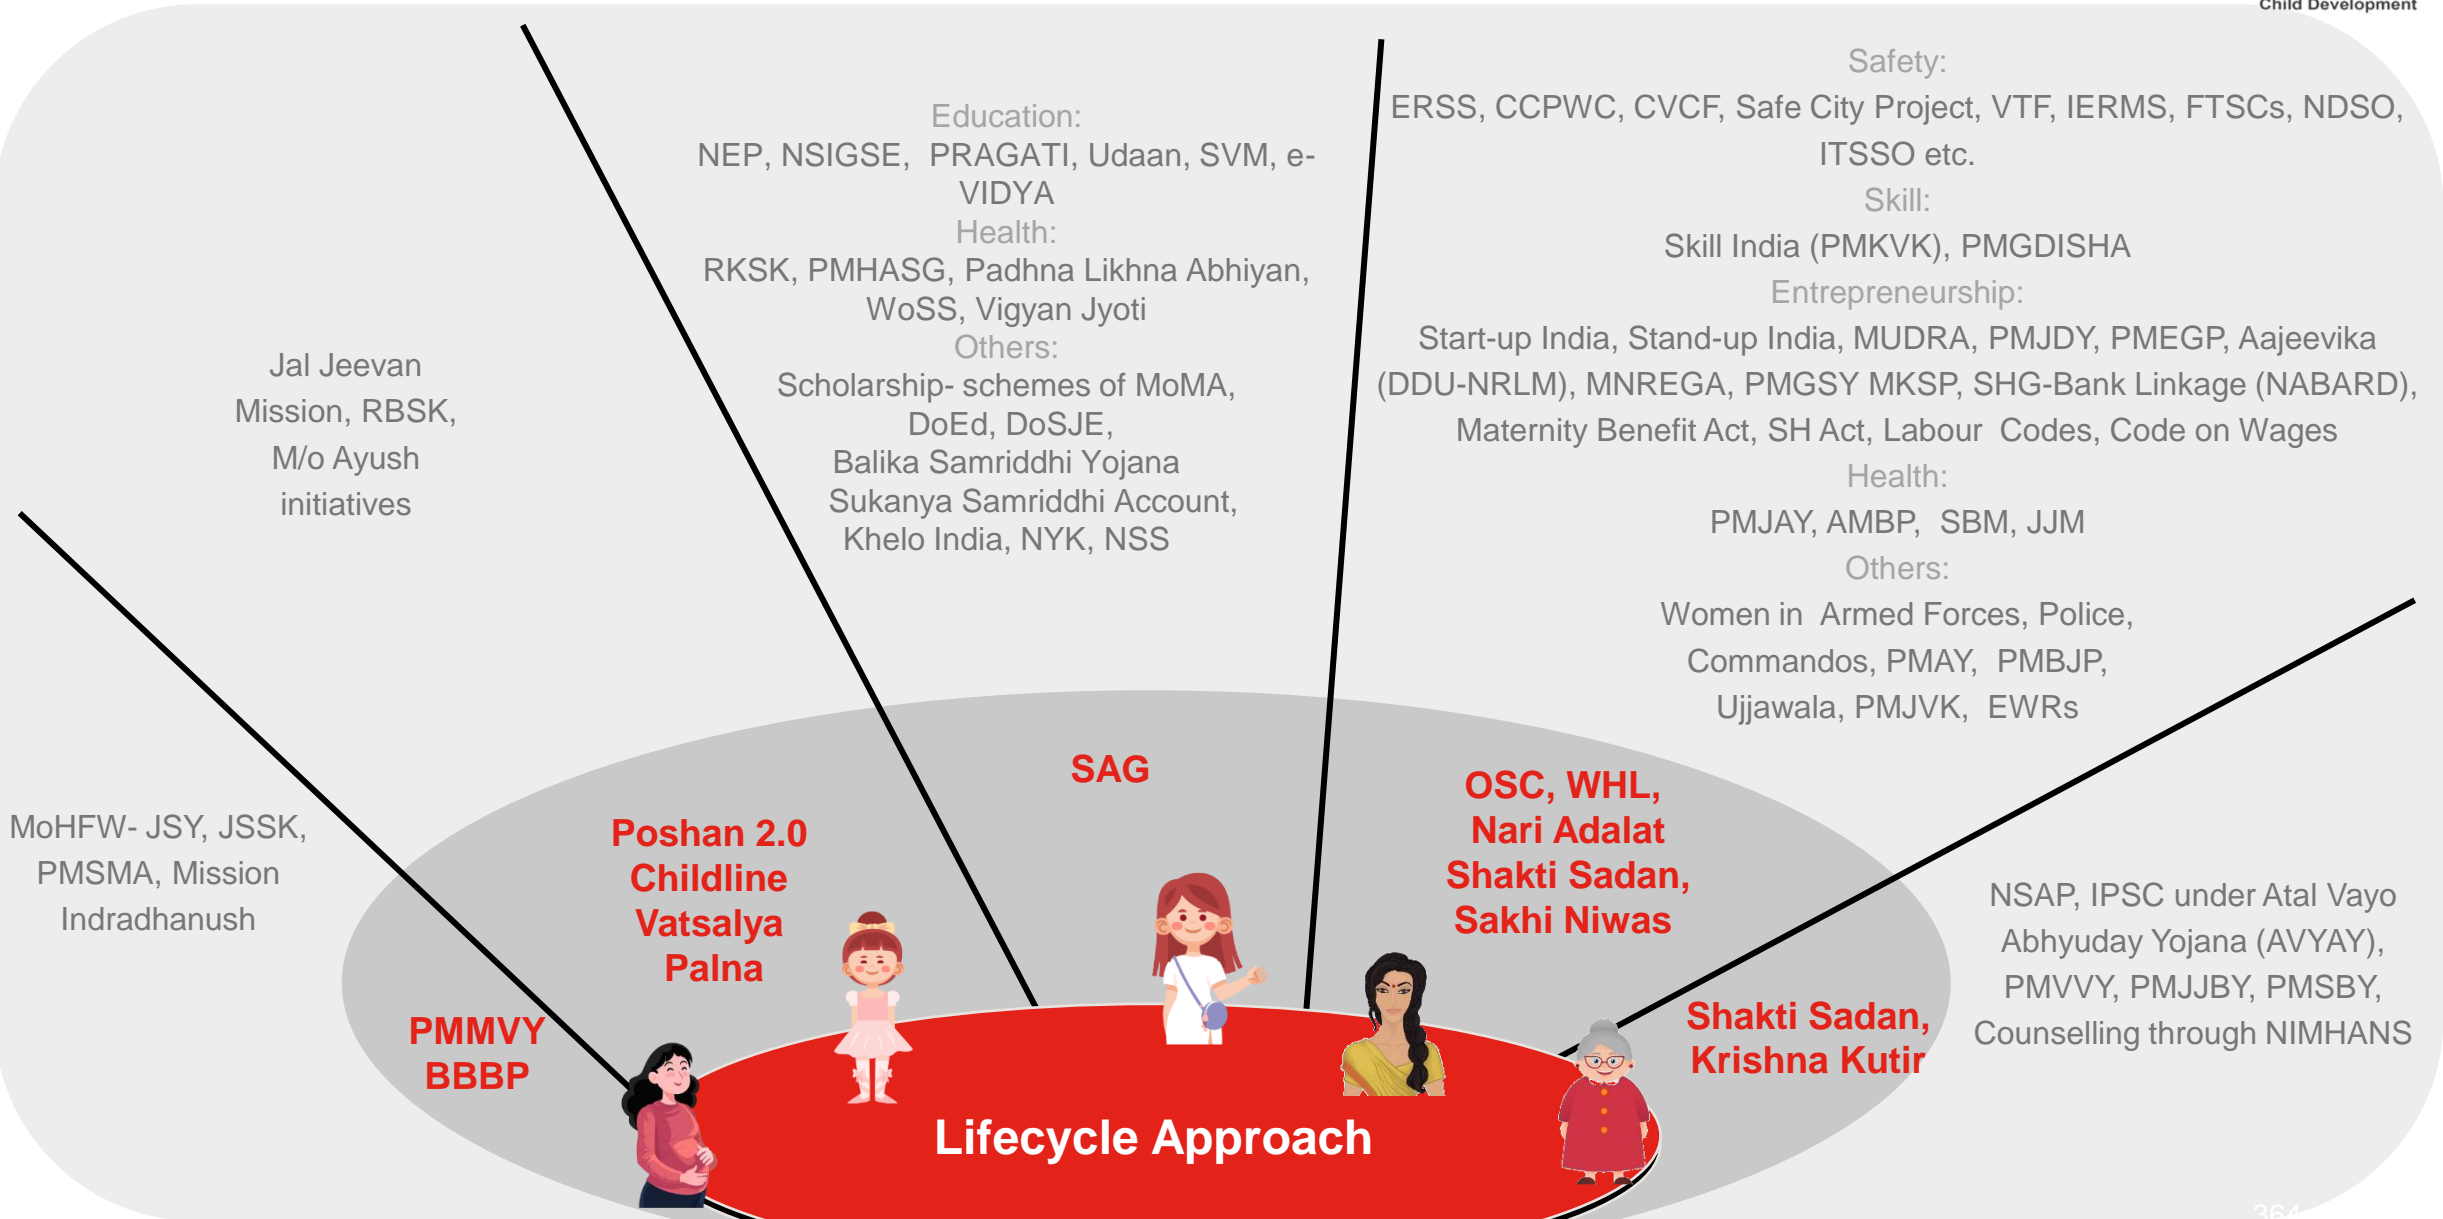 Child Development
Safety:
ERSS, CCPWC, CVCF, Safe City Project, VTF, IERMS, FTSCs, NDSO,
ITSSO etc.
Skill:
Skill India (PMKVK), PMGDISHA
Entrepreneurship:
Start-up India, Stand-up India, MUDRA, PMJDY, PMEGP, Aajeevika
(DDU-NRLM), MNREGA, PMGSY MKSP, SHG-Bank Linkage (NABARD),
Maternity Benefit Act, SH Act, Labour Codes, Code on Wages
Health:
PMJAY, AMBP, SBM, JJM
Others:
Women in Armed Forces, Police,
Commandos, PMAY, PMBJP,
Ujjawala, PMJVK, EWRs
Education:
NEP, NSIGSE, PRAGATI, Udaan, SVM, e-
VIDYA
Health:
RKSK, PMHASG, Padhna Likhna Abhiyan,
WoSS, Vigyan Jyoti
Others:
Scholarship- schemes of MoMA,
DoEd, DoSJE,
Balika Samriddhi Yojana
Sukanya Samriddhi Account,
Khelo India, NYK, NSS
Jal Jeevan
Mission, RBSK,
M/o Ayush
initiatives
MoHFW- JSY, JSSK,
PMSMA, Mission
Indradhanush
PMMVY
BBBP
Poshan 2.0
Childline
Vatsalya
Palna
SAG
OSC, WHL,
Nari Adalat
Shakti Sadan,
Sakhi Niwas
Shakti Sadan,
Krishna Kutir
NSAP, IPSC under Atal Vayo
Abhyuday Yojana (AVYAY),
PMVVY, PMJJBY, PMSBY,
Counselling through NIMHANS
Lifecycle Approach
364